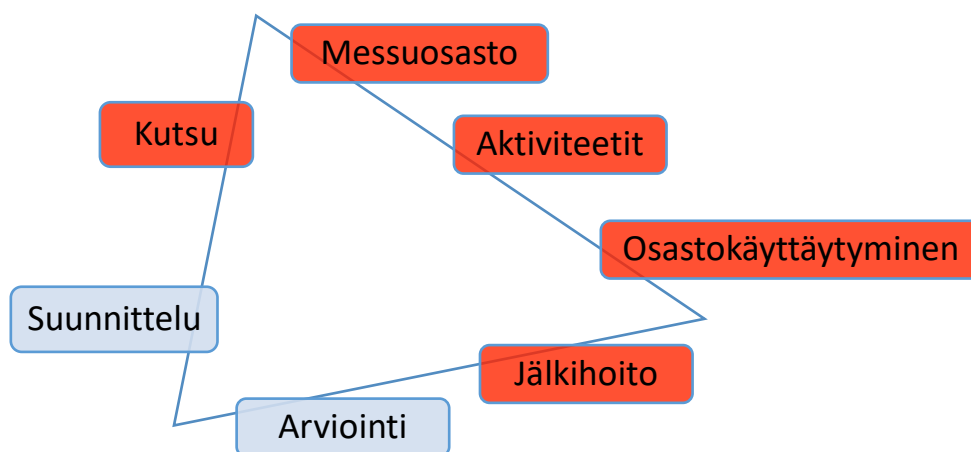 Messuosasto
Kutsu
Aktiviteetit
Osastokäyttäytyminen
Suunnittelu
Jälkihoito
Arviointi